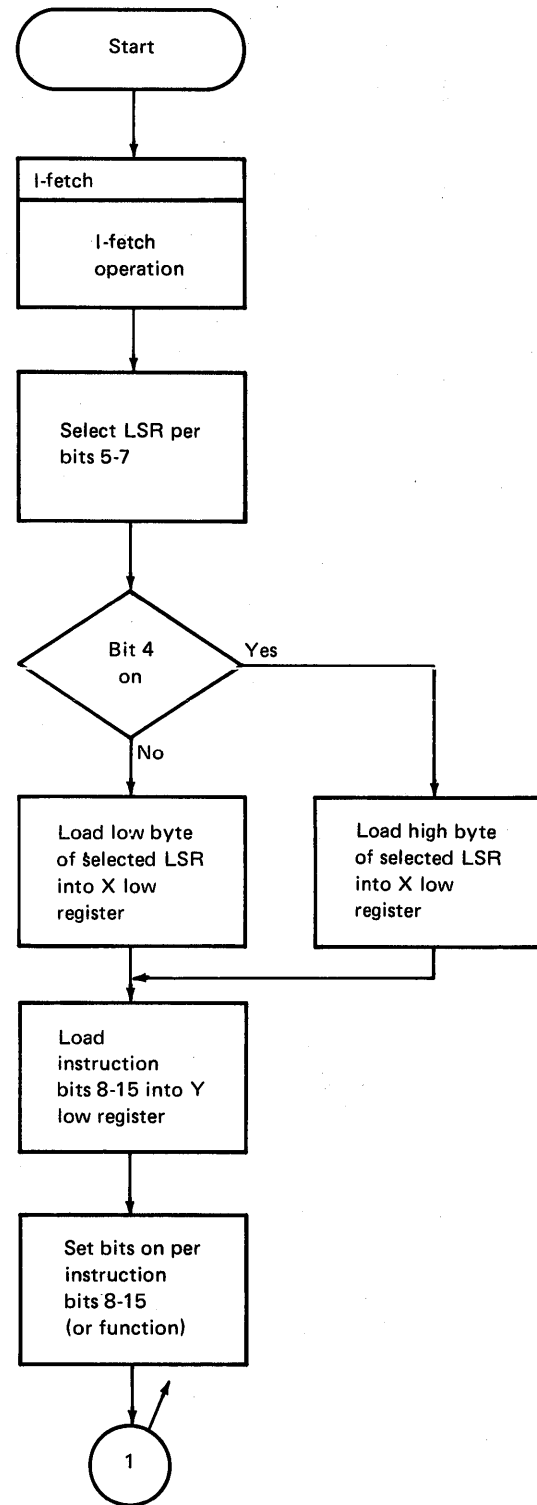 Start
I-fetch
I-fetch
operation
Select LSR per
bits 5-7
Bit 4
on
Yes
No
Load low byte
of selected LSR
into X low
register
Load high byte
of selected LSR
into X low
register
Load
instruction
bits 8-15 into Y
low register
Set bits on per
instruction
bits 8-15
(or function)
1